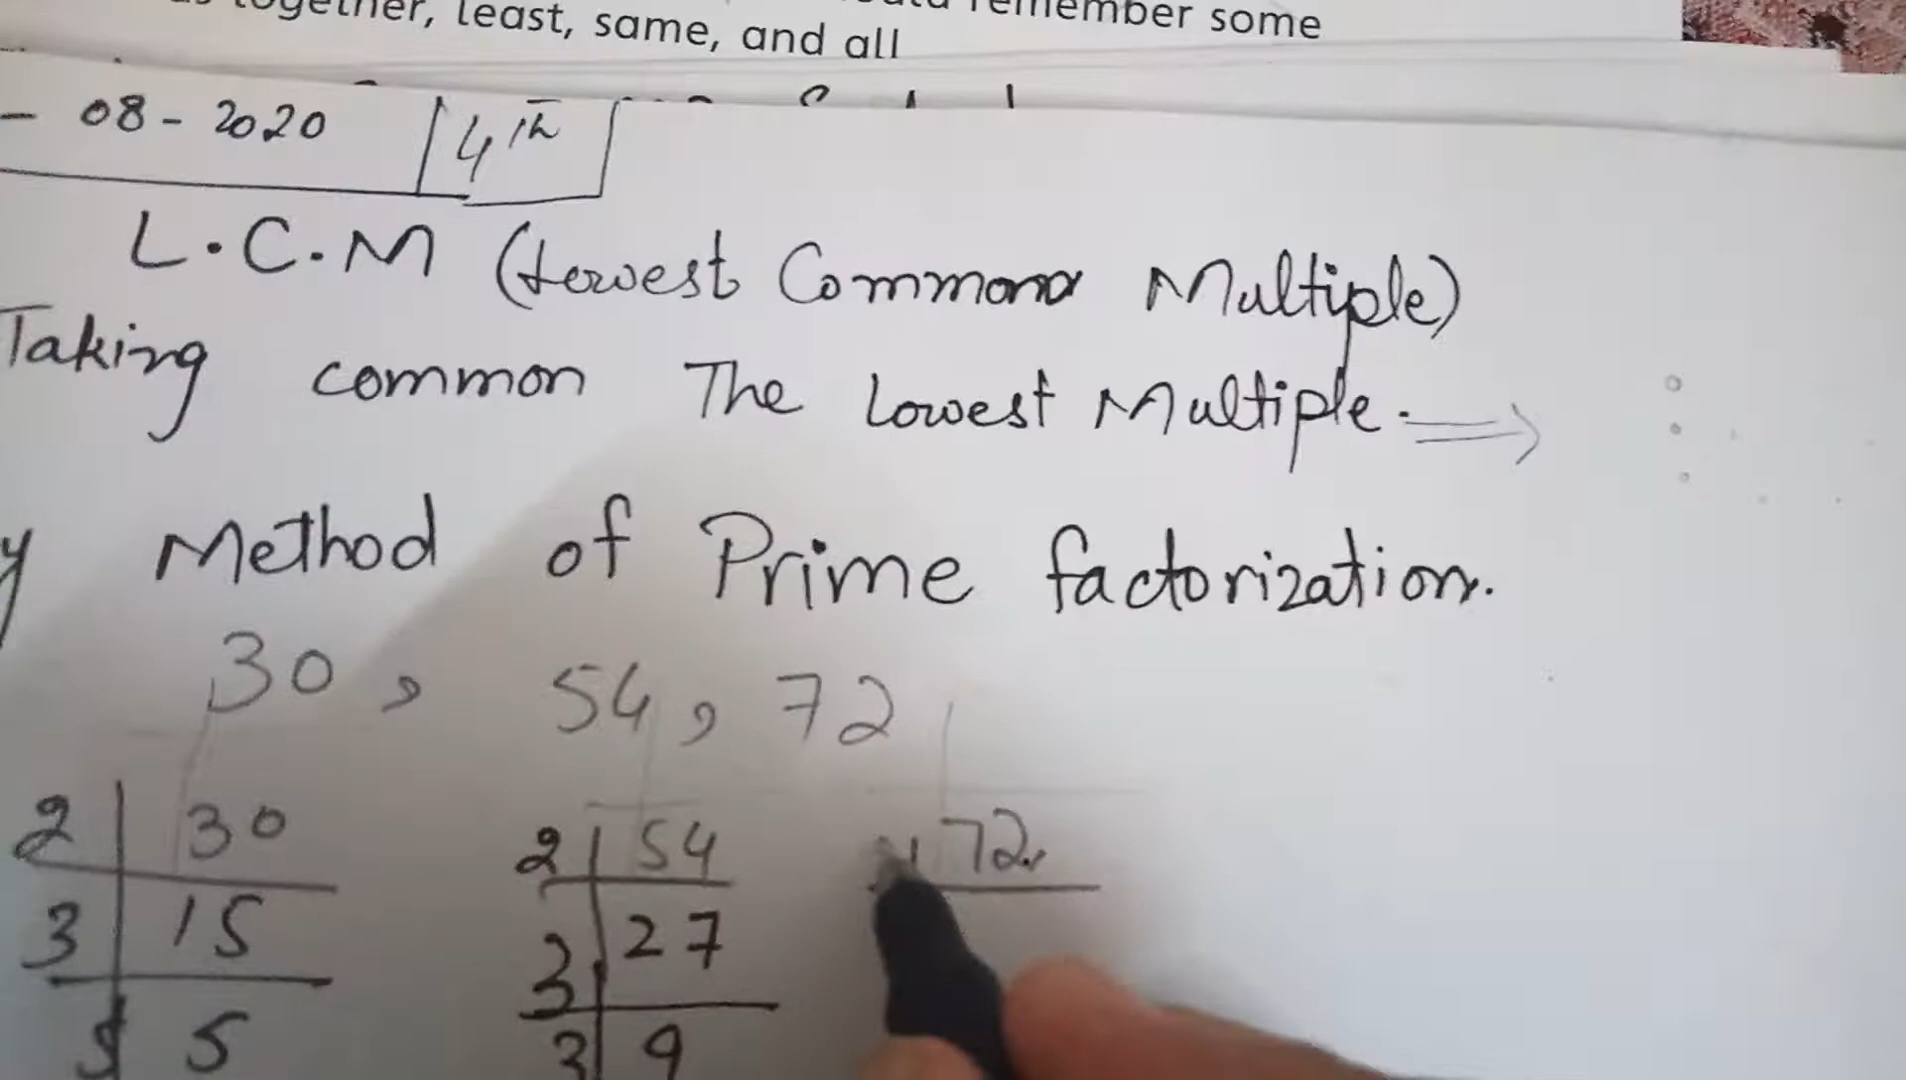 together, least, same, and all remember some
- 08 - 2020 4th
L.C.M (Lowest Common Multiple)
Taking common The Lowest Multiple. ⇒
Method of Prime factorization.
30, 54, 72
2 | 30 2 | 54 72
3 | 15 3 | 27
5 | 5 3 | 9